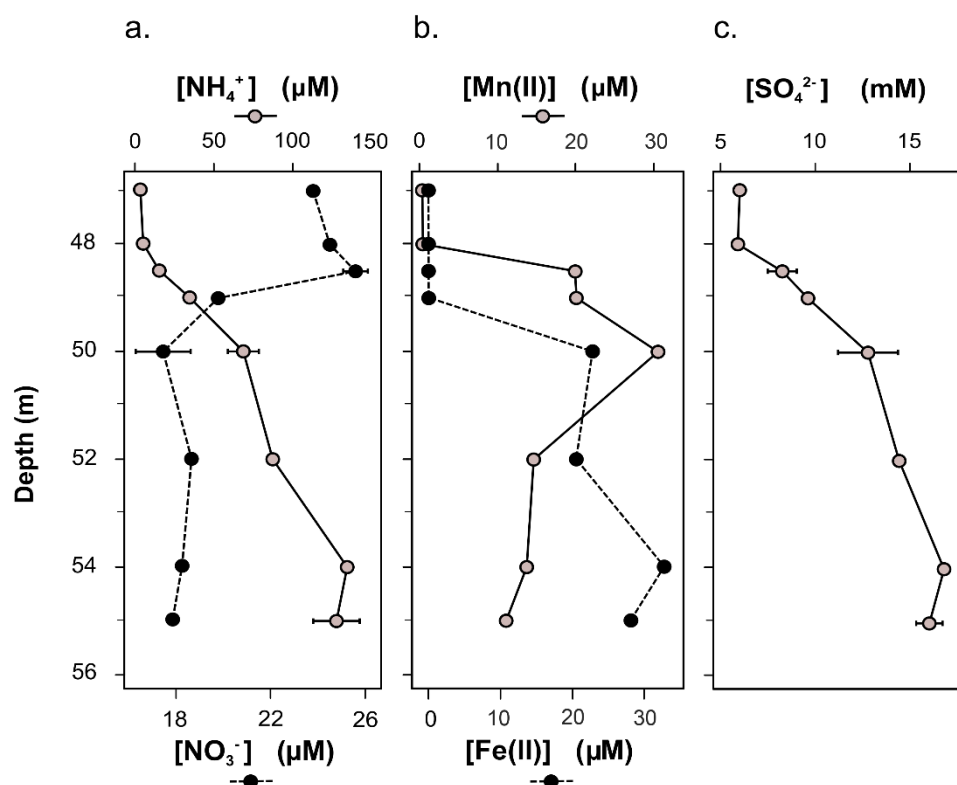 a. b. c.
[NH₄⁺] (µM) [Mn(II)] µM [SO₄²⁻] (mM)
0 50 100 150 0 10 20 30 5 10 15
Depth (m)
48
50
52
54
56
18 22 26 0 10 20 30
[NO₃⁻] (µM) [Fe(II)] (µM)